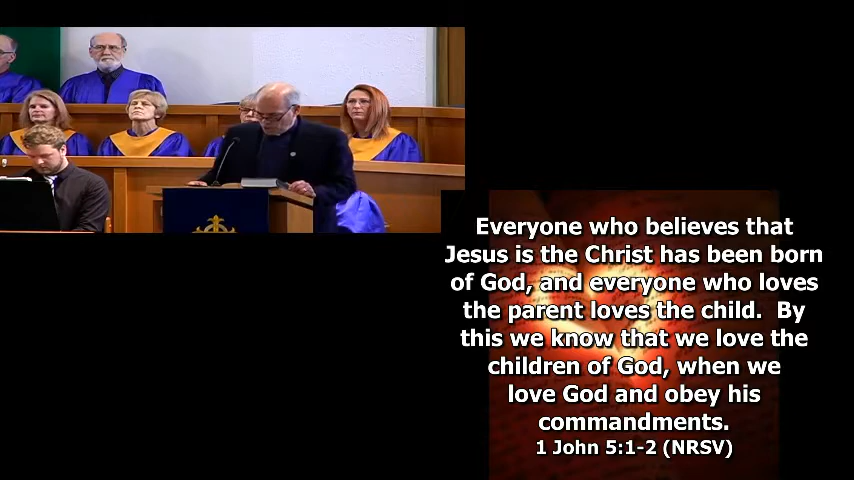 Everyone who believes that
Jesus is the Christ has been born
of God, and everyone who loves
the parent loves the child.  By
this we know that we love the
children of God, when we
love God and obey his
commandments.
1 John 5:1-2 (NRSV)